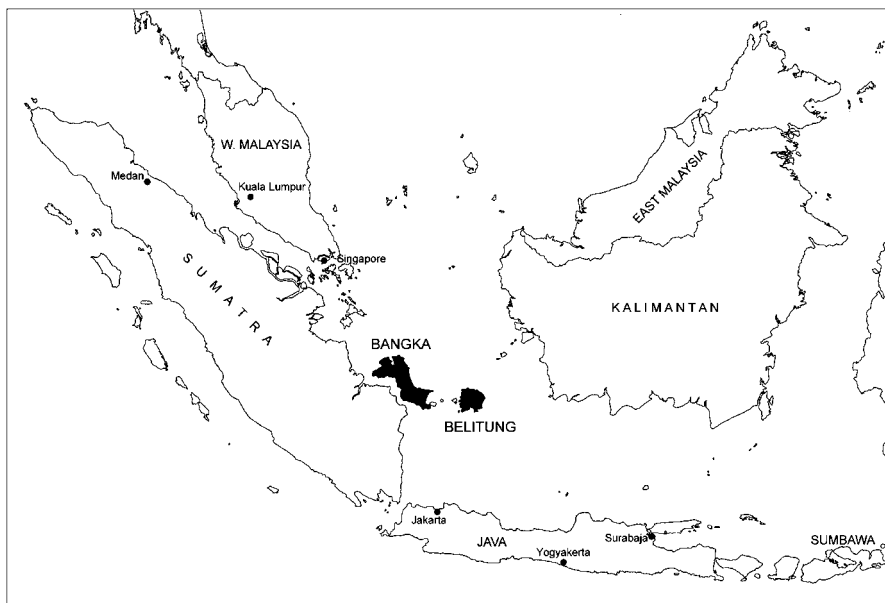 W. MALAYSIA
Medan
Kuala Lumpur
EAST MALAYSIA
Singapore
SUMATRA
KALIMANTAN
BANGKA
BELITUNG
Jakarta
JAVA
Yogyakerta
Surabaja
SUMBAWA